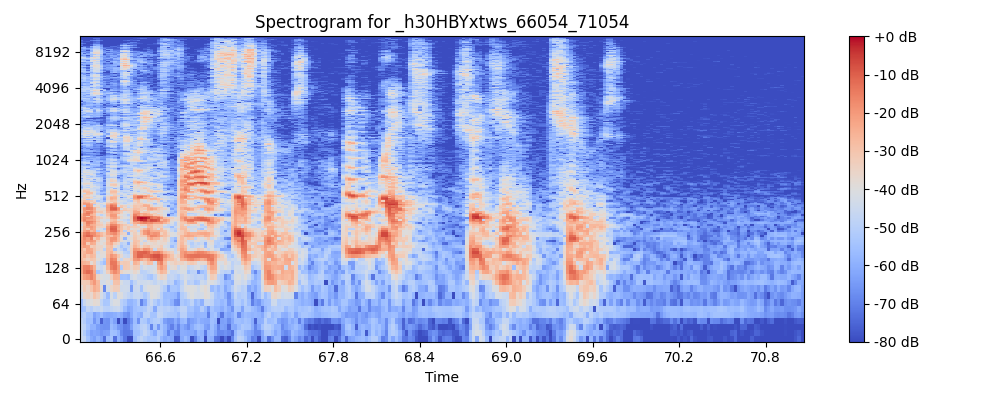 Spectrogram for _h30HBYxtws_66054_71054
8192
4096
2048
1024
512
256
128
64
0
Hz
66.6 67.2 67.8 68.4 69.0 69.6 70.2 70.8
Time
+0 dB
-10 dB
-20 dB
-30 dB
-40 dB
-50 dB
-60 dB
-70 dB
-80 dB